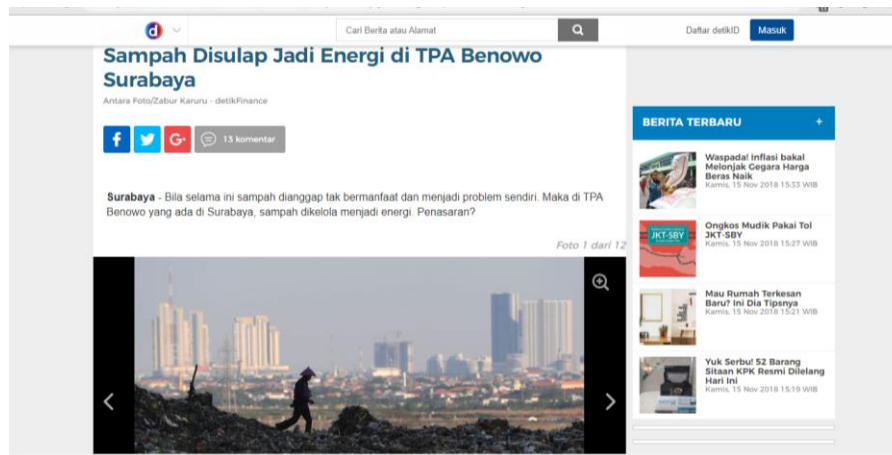 d
Cari Berita atau Alamat
Daftar detikID
Masuk
Sampah Disulap Jadi Energi di TPA Benowo
Surabaya
Antara Foto/Zabur Karuru - detikFinance
f
G+
13 komentar
Surabaya - Bila selama ini sampah dianggap tak bermanfaat dan menjadi problem sendiri. Maka di TPA
Benowo yang ada di Surabaya, sampah dikelola menjadi energi. Penasaran?
Foto 1 dari 12
BERITA TERBARU +
Waspada! Inflasi bakal
Melonjak Gegara Harga
Beras Naik
Kamis, 15 Nov 2018 15:33 WIB
JKT-SBY
Ongkos Mudik Pakai Tol
JKT-SBY
Kamis, 15 Nov 2018 15:27 WIB
Mau Rumah Terkesan
Baru? Ini Dia Tipsnya
Kamis, 15 Nov 2018 15:21 WIB
Yuk Serbu! 52 Barang
Sitaan KPK Resmi Dilelang
Hari Ini
Kamis, 15 Nov 2018 15:19 WIB